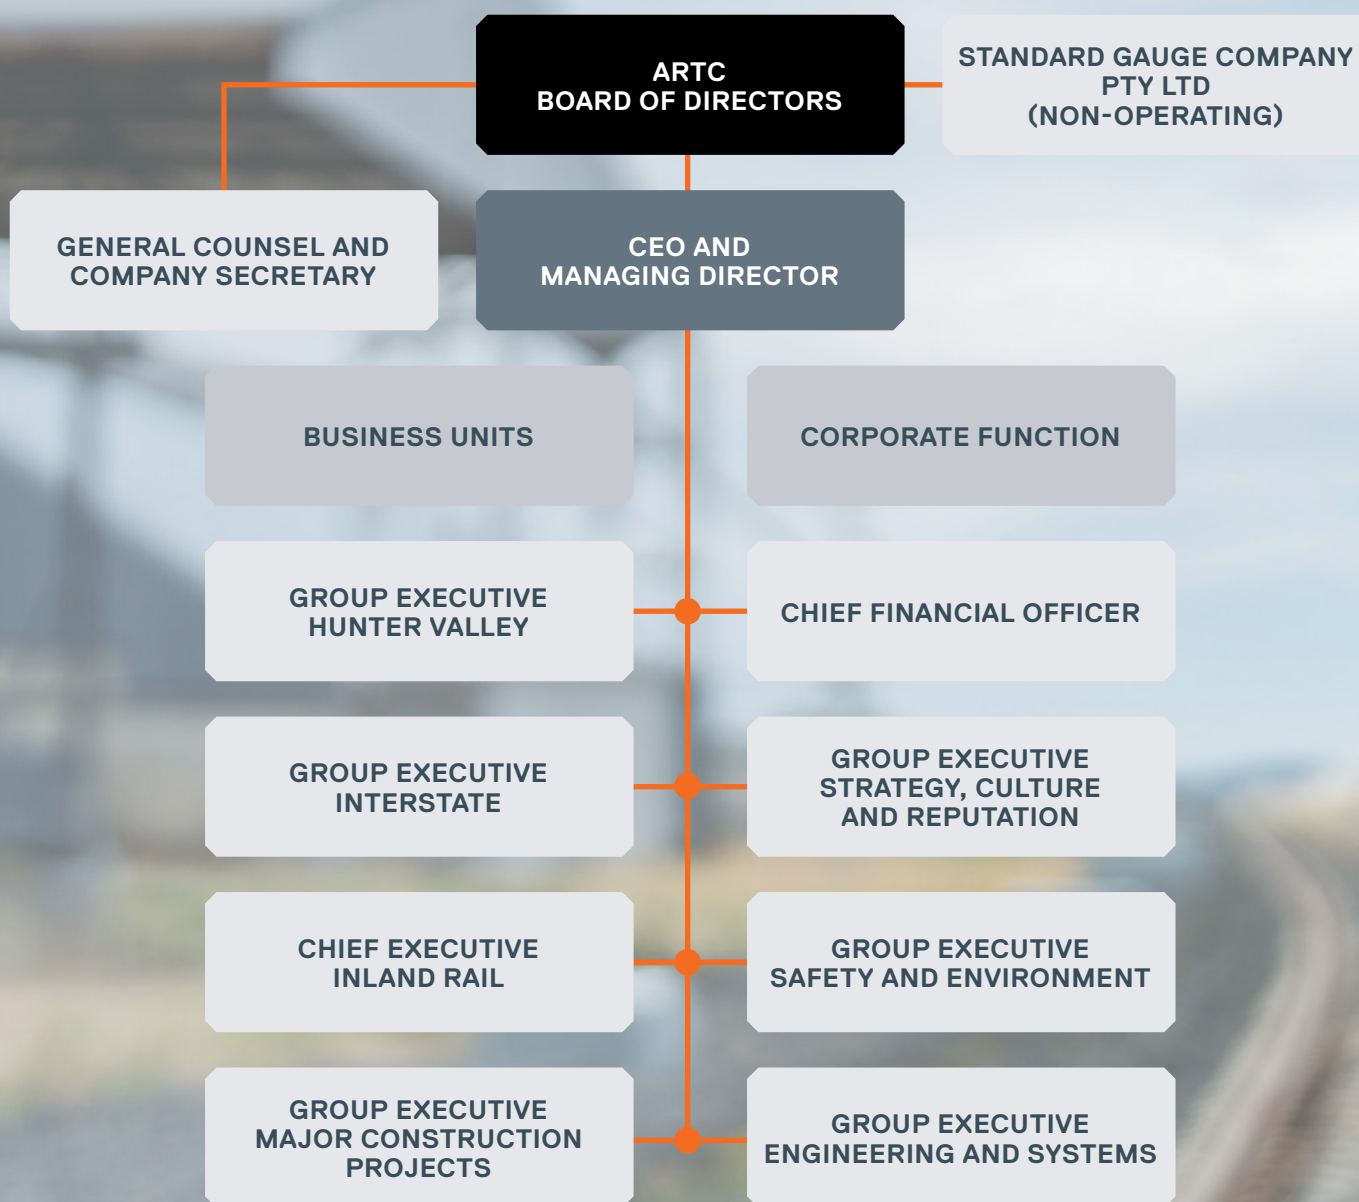 ARTC
BOARD OF DIRECTORS
STANDARD GAUGE COMPANY
PTY LTD
(NON-OPERATING)
GENERAL COUNSEL AND
COMPANY SECRETARY
CEO AND
MANAGING DIRECTOR
BUSINESS UNITS
CORPORATE FUNCTION
GROUP EXECUTIVE
HUNTER VALLEY
CHIEF FINANCIAL OFFICER
GROUP EXECUTIVE
INTERSTATE
GROUP EXECUTIVE
STRATEGY, CULTURE
AND REPUTATION
CHIEF EXECUTIVE
INLAND RAIL
GROUP EXECUTIVE
SAFETY AND ENVIRONMENT
GROUP EXECUTIVE
MAJOR CONSTRUCTION
PROJECTS
GROUP EXECUTIVE
ENGINEERING AND SYSTEMS